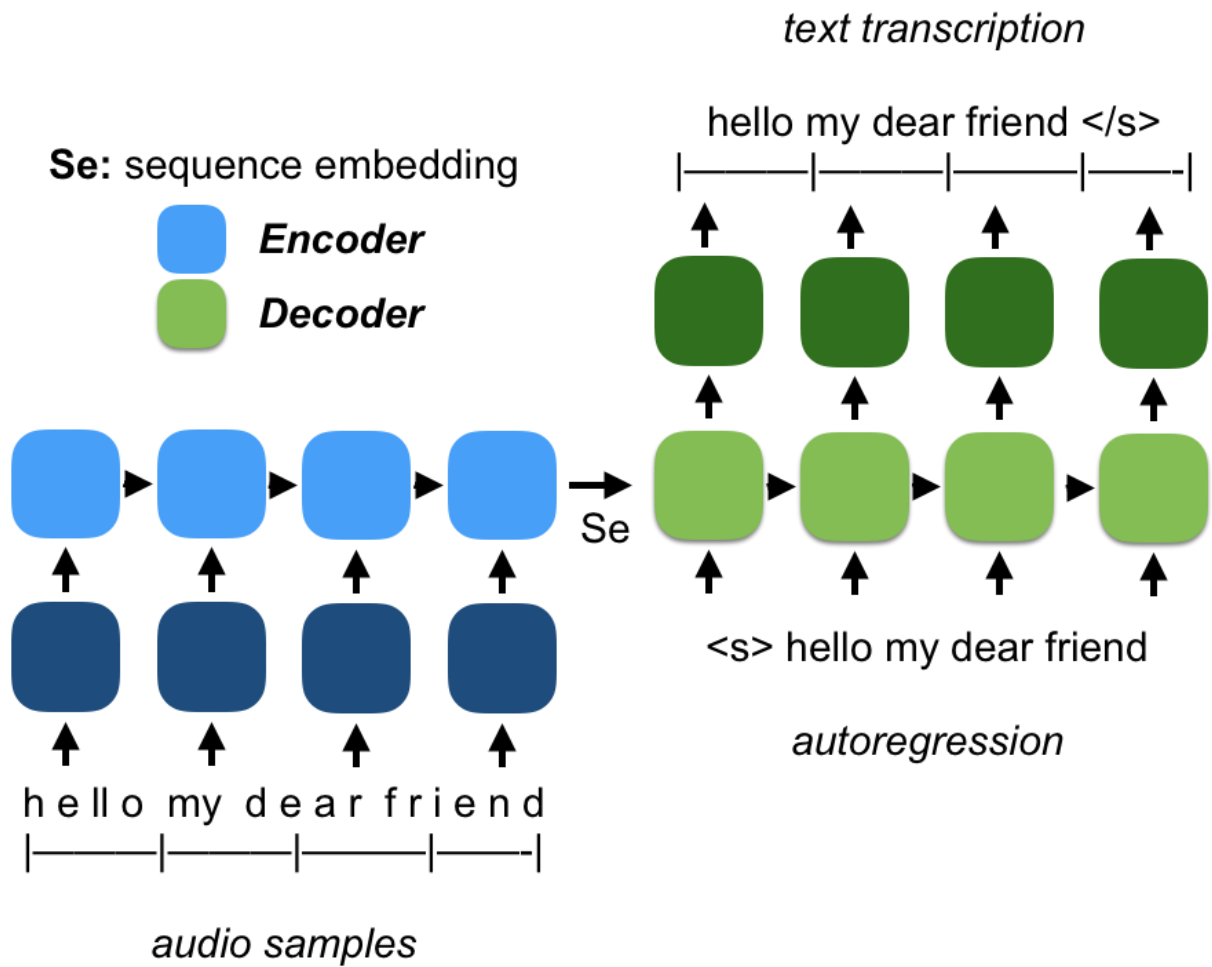 text transcription
hello my dear friend </s>
Se: sequence embedding
Encoder
Decoder
Se
<s> hello my dear friend
autoregression
h e ll o my d e a r f r i e n d
audio samples